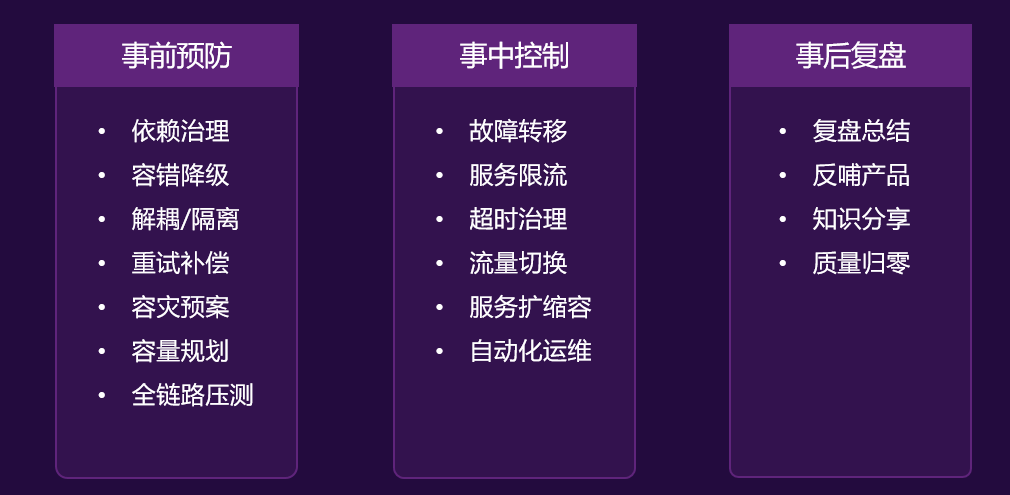 事前预防
• 依赖治理
• 容错降级
• 解耦/隔离
• 重试补偿
• 容灾预案
• 容量规划
• 全链路压测
事中控制
• 故障转移
• 服务限流
• 超时治理
• 流量切换
• 服务扩缩容
• 自动化运维
事后复盘
• 复盘总结
• 反哺产品
• 知识分享
• 质量归零